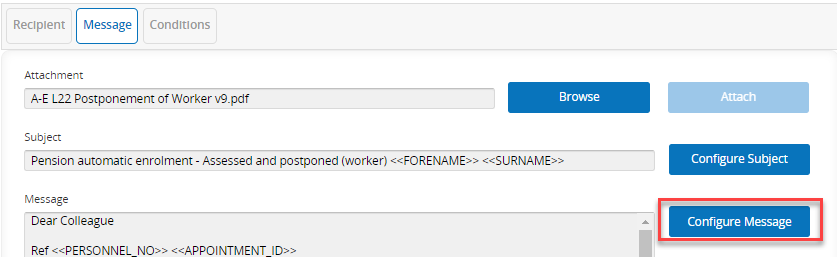 Recipient Message Conditions
Attachment
A-E L22 Postponement of Worker v9.pdf Browse Attach
Subject
Pension automatic enrolment - Assessed and postponed (worker) <<FORENAME>> <<SURNAME>> Configure Subject
Message
Dear Colleague Configure Message
Ref <<PERSONNEL_NO>> <<APPOINTMENT_ID>>